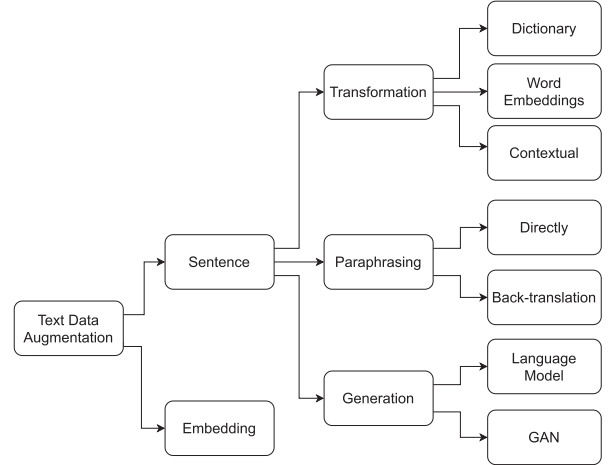 Dictionary
Transformation
Word
Embeddings
Contextual
Directly
Sentence
Paraphrasing
Back-translation
Text Data
Augmentation
Language
Model
Generation
Embedding
GAN